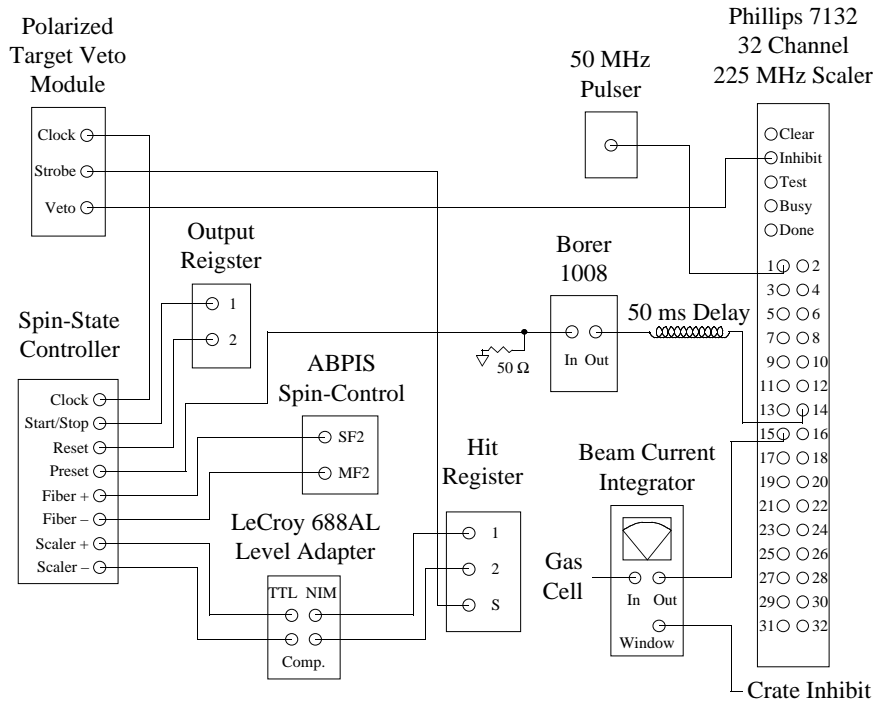 Polarized
Target Veto
Module
Clock
Strobe
Veto
Output
Reigster
1
2
Spin-State
Controller
Clock
Start/Stop
Reset
Preset
Fiber +
Fiber –
Scaler +
Scaler –
ABPIS
Spin-Control
SF2
MF2
LeCroy 688AL
Level Adapter
TTL NIM
Comp.
Hit
Register
1
2
S
50 Ω
50 MHz
Pulser
Borer
1008
In Out
50 ms Delay
Beam Current
Integrator
Gas
Cell
In Out
Window
Crate Inhibit
Phillips 7132
32 Channel
225 MHz Scaler
Clear
Inhibit
Test
Busy
Done
1 2
3 4
5 6
7 8
9 10
11 12
13 14
15 16
17 18
19 20
21 22
23 24
25 26
27 28
29 30
31 32